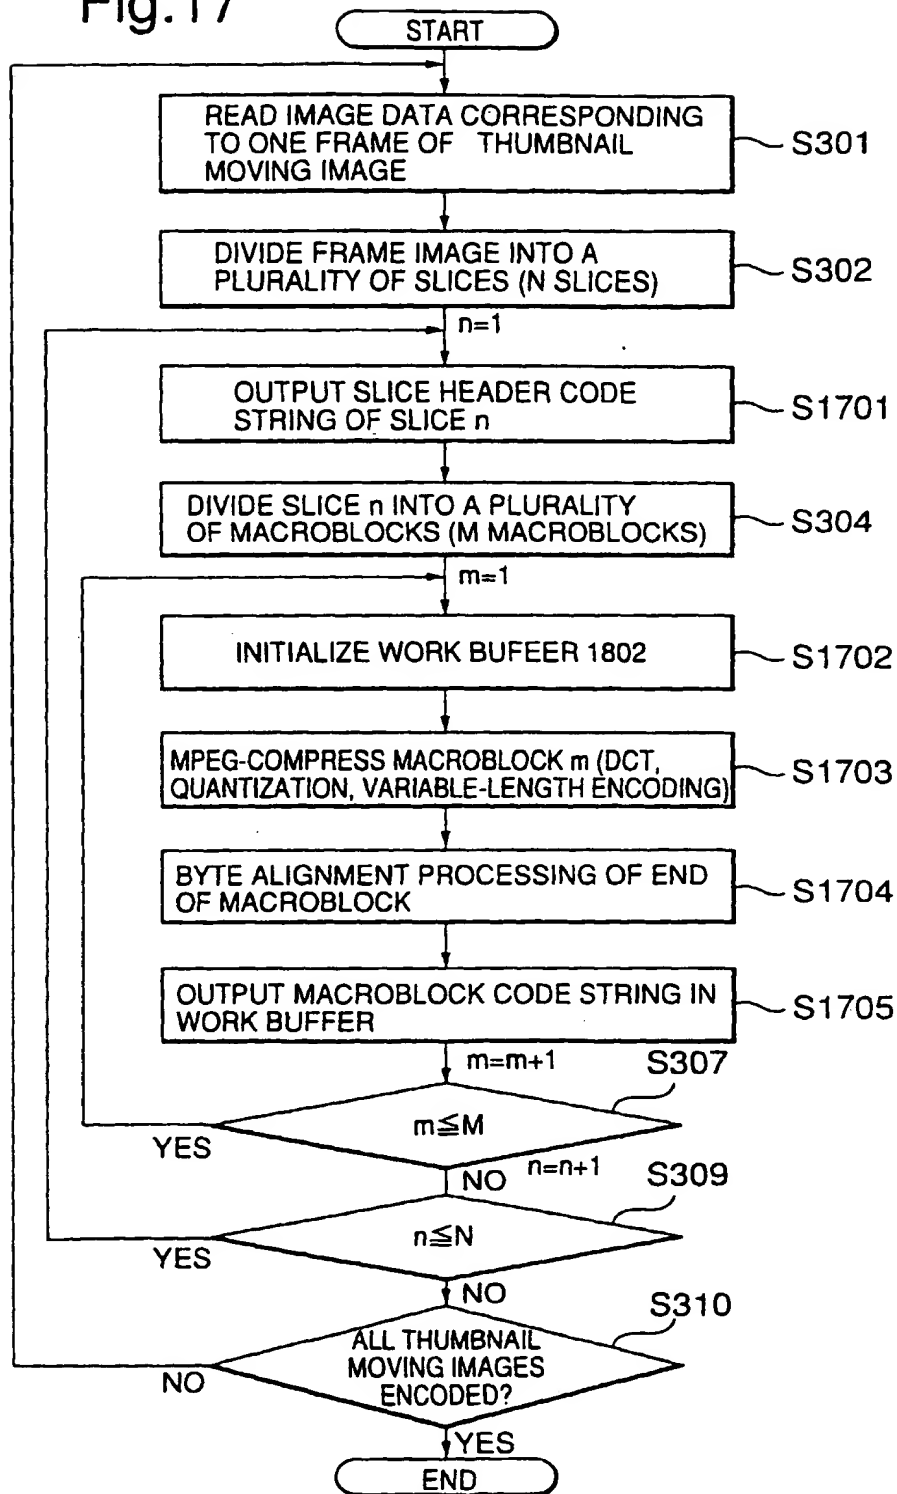 Fig.17
START
READ IMAGE DATA CORRESPONDING
TO ONE FRAME OF THUMBNAIL
MOVING IMAGE
S301
DIVIDE FRAME IMAGE INTO A
PLURALITY OF SLICES (N SLICES)
S302
n=1
OUTPUT SLICE HEADER CODE
STRING OF SLICE n
S1701
DIVIDE SLICE n INTO A PLURALITY
OF MACROBLOCKS (M MACROBLOCKS)
S304
m=1
INITIALIZE WORK BUFEER 1802
S1702
MPEG-COMPRESS MACROBLOCK m (DCT,
QUANTIZATION, VARIABLE-LENGTH ENCODING)
S1703
BYTE ALIGNMENT PROCESSING OF END
OF MACROBLOCK
S1704
OUTPUT MACROBLOCK CODE STRING IN
WORK BUFFER
S1705
m=m+1
S307
m≦M
YES
NO
n=n+1
S309
n≦N
YES
NO
S310
ALL THUMBNAIL
MOVING IMAGES
ENCODED?
NO
YES
END